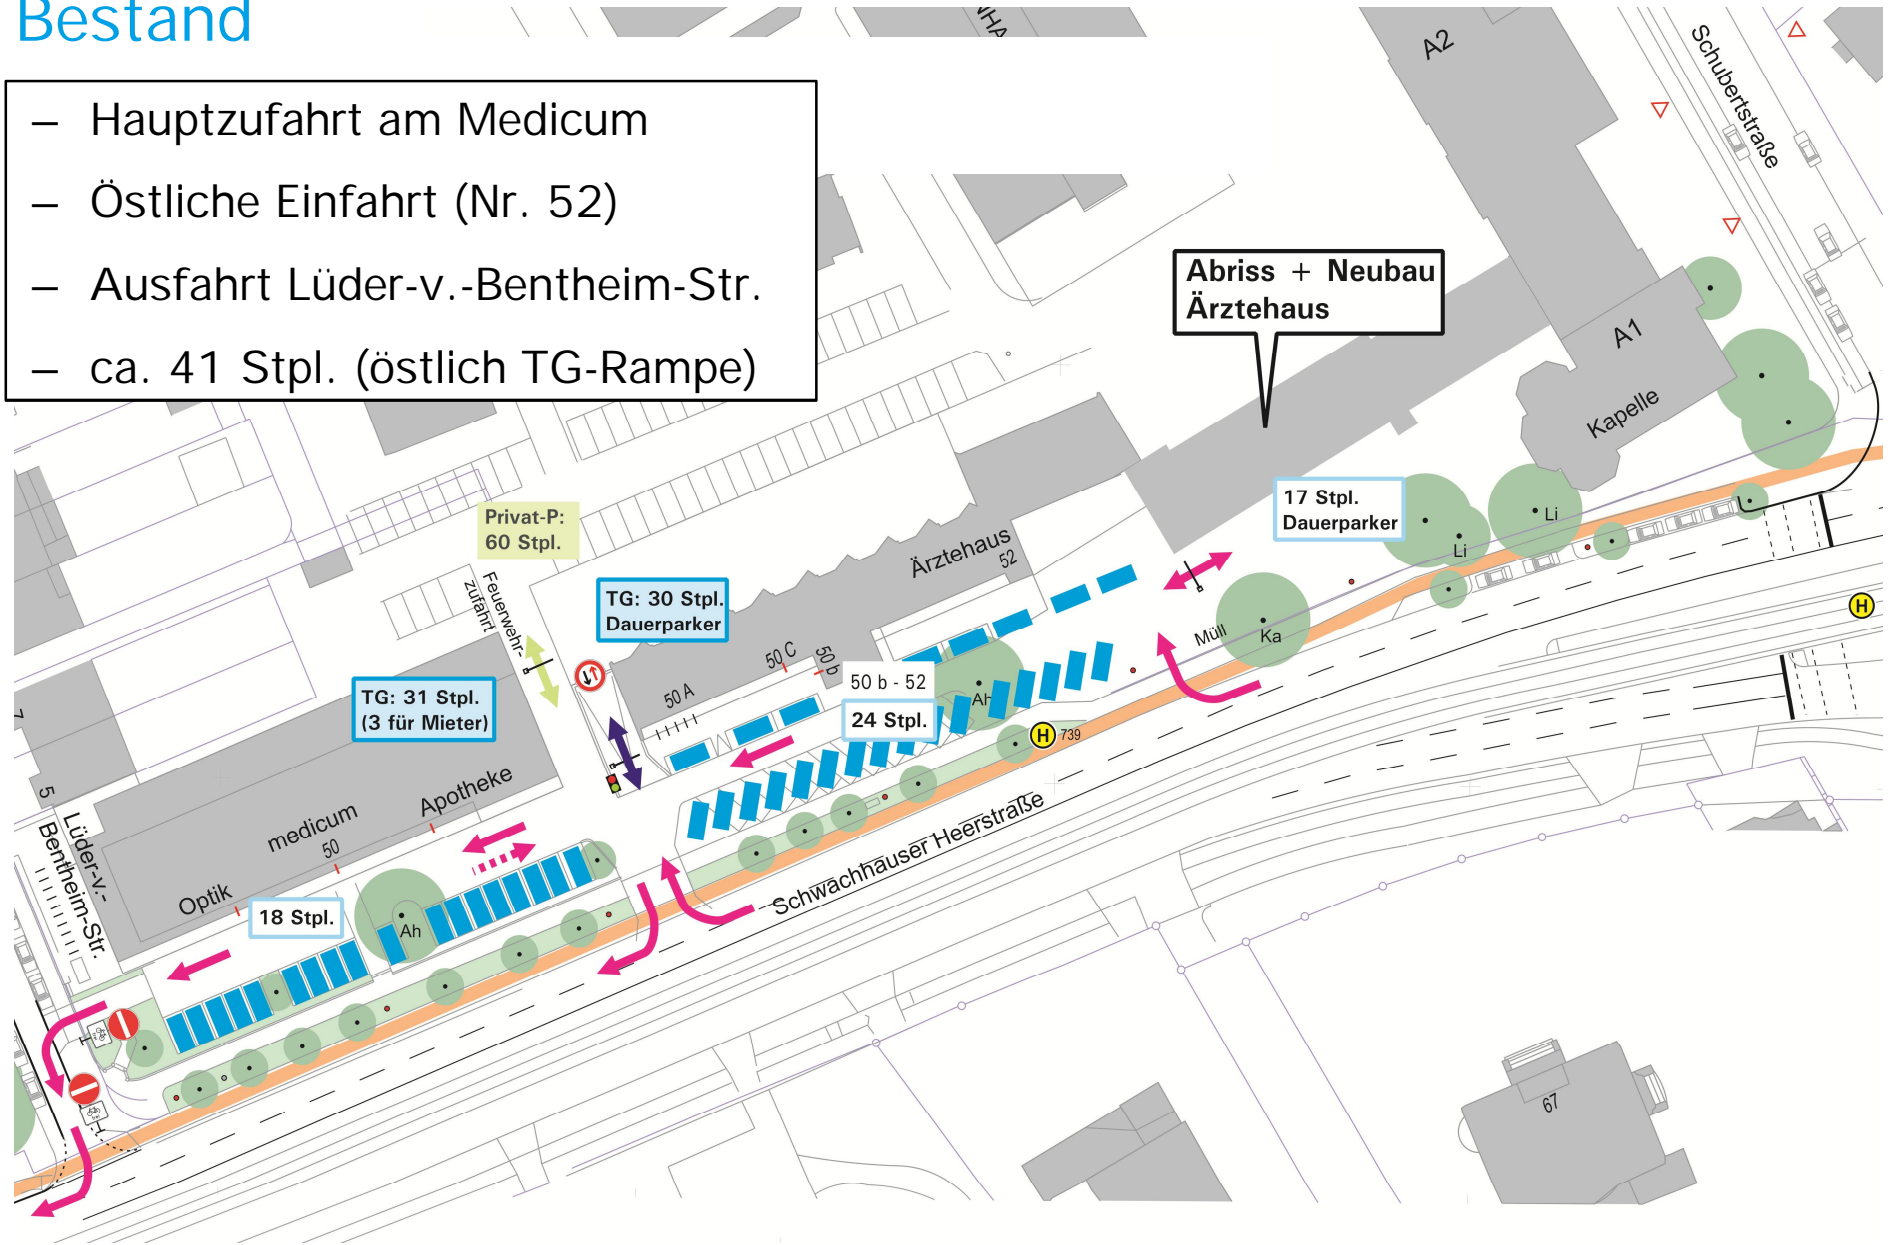 Bestand
– Hauptzufahrt am Medicum
– Östliche Einfahrt (Nr. 52)
– Ausfahrt Lüder-v.-Bentheim-Str.
– ca. 41 Stpl. (östlich TG-Rampe)
A2
Schubertstraße
Abriss + Neubau
Ärztehaus
A1
Kapelle
17 Stpl.
Dauerparker
Li
Li
Privat-P:
60 Stpl.
Feuerwehr-
zufahrt
Ärztehaus
52
TG: 30 Stpl.
Dauerparker
H
Müll
Ka
50 C
50 b
50 A
50 b - 52
24 Stpl.
Ah
H 739
TG: 31 Stpl.
(3 für Mieter)
Apotheke
medicum
50
Optik
18 Stpl.
Ah
7
5
Lüder-v.-
Bentheim-Str.
Schwachhauser Heerstraße
67